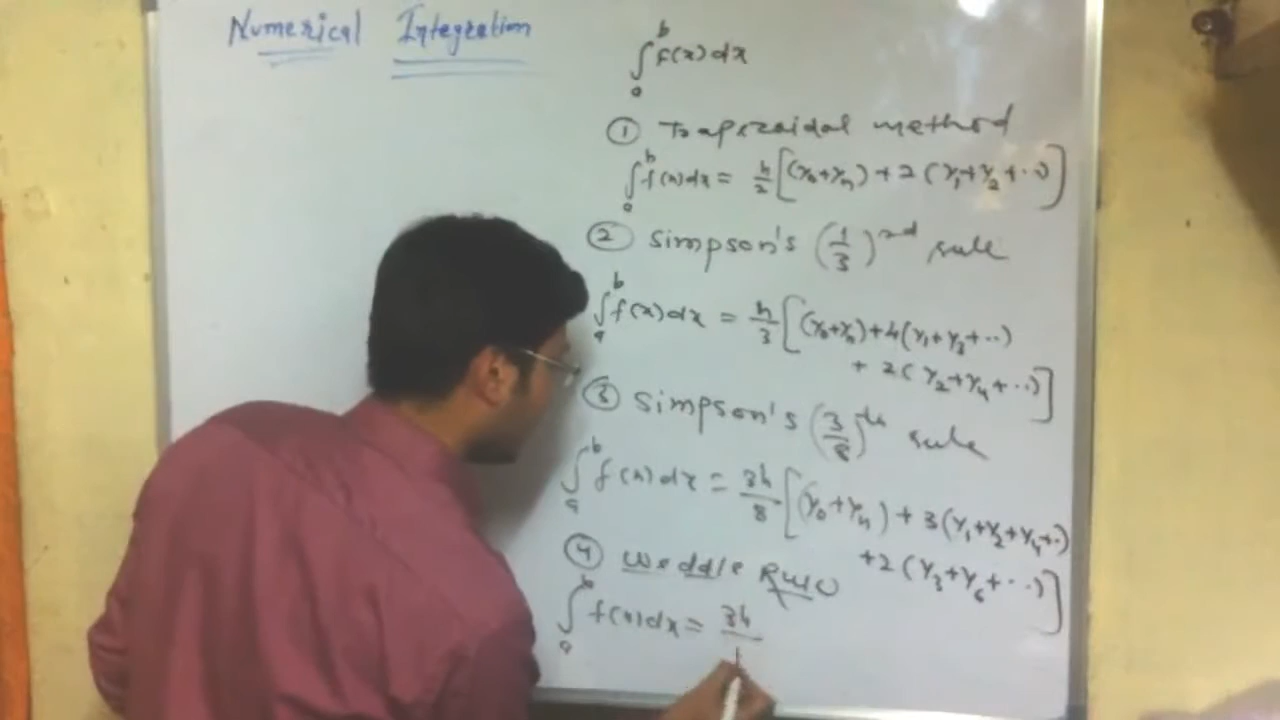 Numerical Integration
∫ₐᵇ f(x)dx
① Trapezoidal method
∫ₐᵇ f(x)dx = h/2 [(y₀+yₙ)+2(y₁+y₂+··)]
② Simpson's (1/3)ʳᵈ rule
∫ₐᵇ f(x)dx = h/3 [(y₀+yₙ)+4(y₁+y₃+··)
+ 2(y₂+y₄+··)]
③ Simpson's (3/8)ᵗʰ rule
∫ₐᵇ f(x)dx = 3h/8 [(y₀+yₙ)+3(y₁+y₂+y₄+·)
+2(y₃+y₆+··)]
④ Weddle Rule
∫ₐᵇ f(x)dx = 3h/